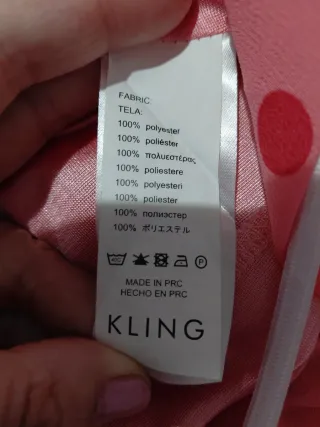 FABRIC
TELA:
100% polyester
100% poliéster
100% πολυεστέρας
100% poliestere
100% polyesteri
100% poliester
100% полиэстер
100% ポリエステル
P
MADE IN PRC
HECHO EN PRC
KLING